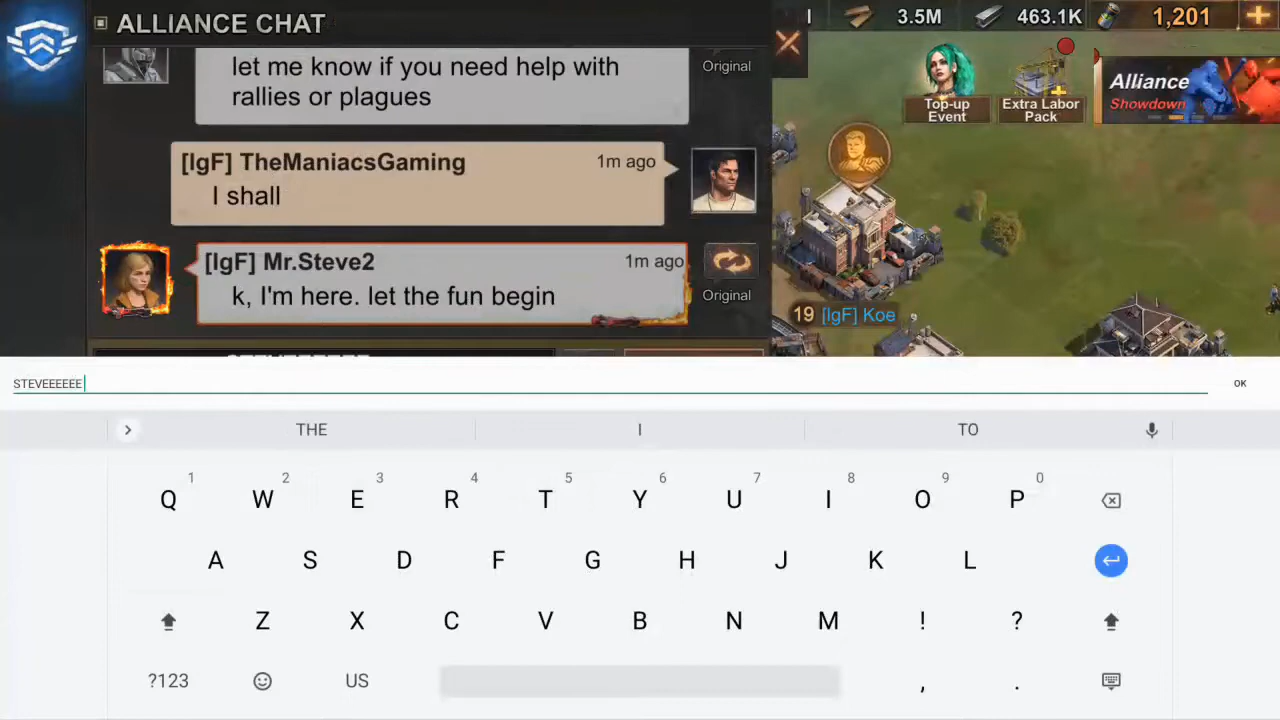 ALLIANCE CHAT
3.5M
463.1K
1,201
let me know if you need help with
rallies or plagues
Original
[IgF] TheManiacsGaming
1m ago
I shall
[IgF] Mr.Steve2
1m ago
k, I'm here. let the fun begin
Original
Top-up
Event
Extra Labor
Pack
Alliance
Showdown
19 [IgF] Koe
STEVEEEEEE
OK
THE
I
TO
1 2 3 4 5 6 7 8 9 0
Q W E R T Y U I O P
A S D F G H J K L
Z X C V B N M ! ?
?123
US
, .